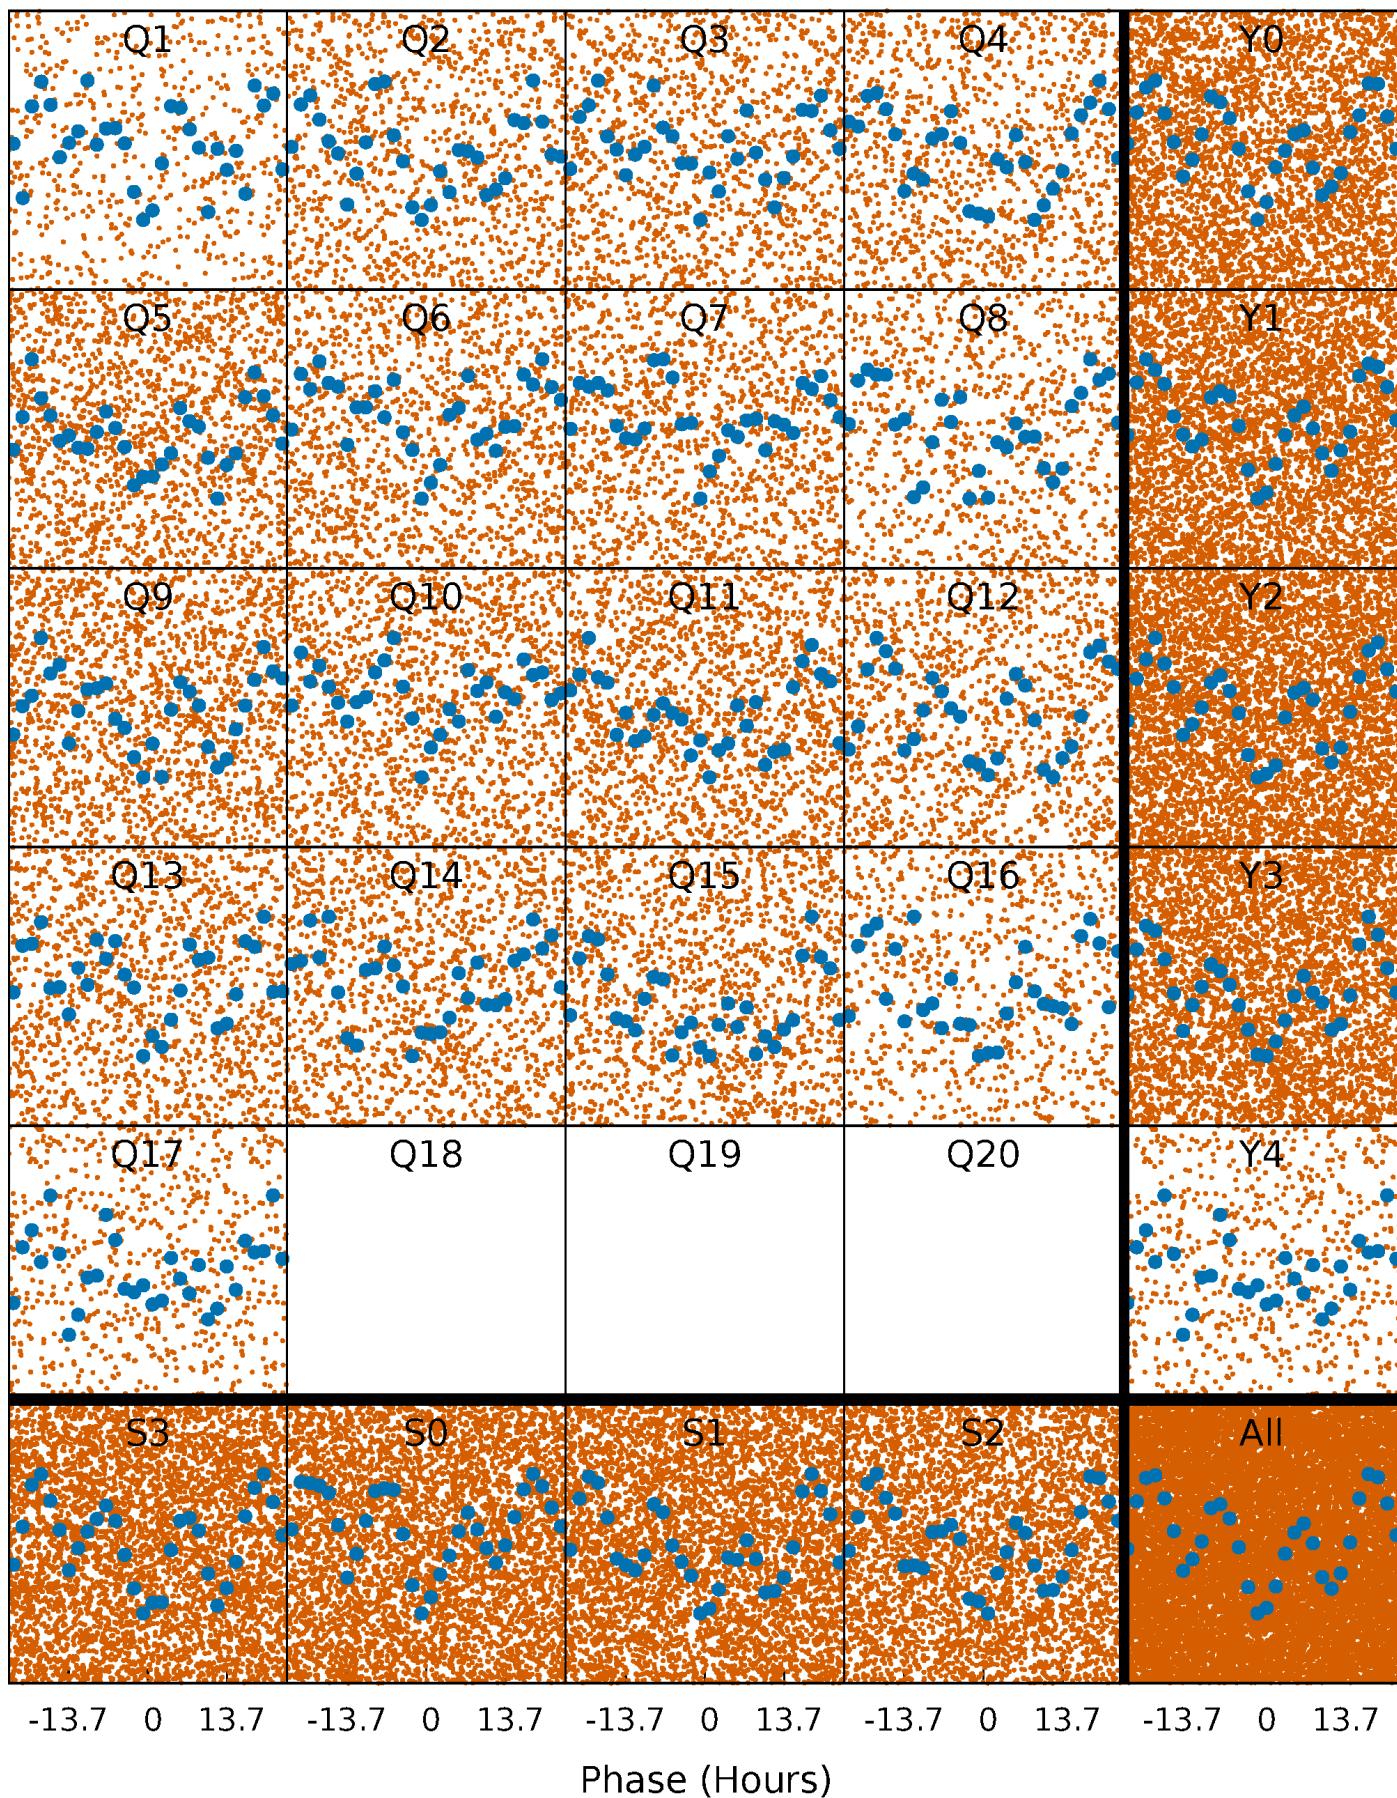 Q1 Q2 Q3 Q4 Y0
Q5 Q6 Q7 Q8 Y1
Q9 Q10 Q11 Q12 Y2
Q13 Q14 Q15 Q16 Y3
Q17 Q18 Q19 Q20 Y4
S3 S0 S1 S2 All
-13.7 0 13.7 -13.7 0 13.7 -13.7 0 13.7 -13.7 0 13.7 -13.7 0 13.7
Phase (Hours)